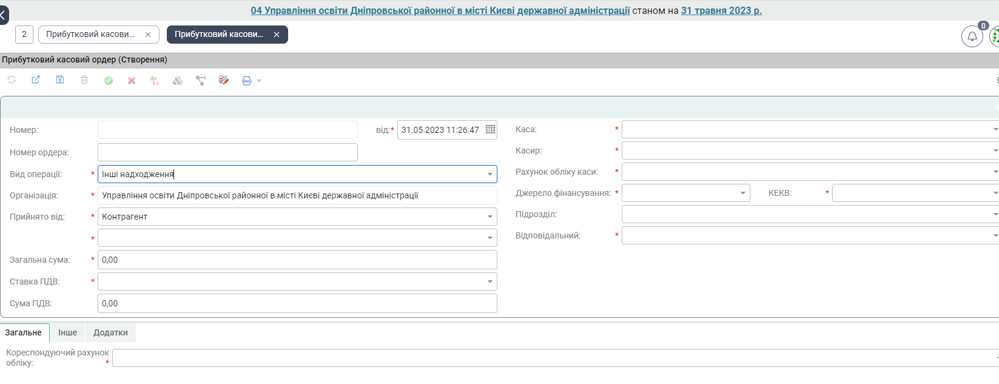 04 Управління освіти Дніпровської районної в місті Києві державної адміністрації станом на 31 травня 2023 р.
2 Прибутковий касови... Прибутковий касови... 0
Прибутковий касовий ордер (Створення)
Дт Кт
Номер: від:* 31.05.2023 11:26:47
Номер ордера:
Вид операції: * Інші надходження
Організація: * Управління освіти Дніпровської районної в місті Києві державної адміністрації
Прийнято від: * Контрагент
*
Загальна сума: * 0,00
Ставка ПДВ: *
Сума ПДВ: 0,00
Каса: *
Касир: *
Рахунок обліку каси: *
Джерело фінансування: * КЕКВ: *
Підрозділ:
Відповідальний: *
Загальне Інше Додатки
Кореспондуючий рахунок
обліку: *